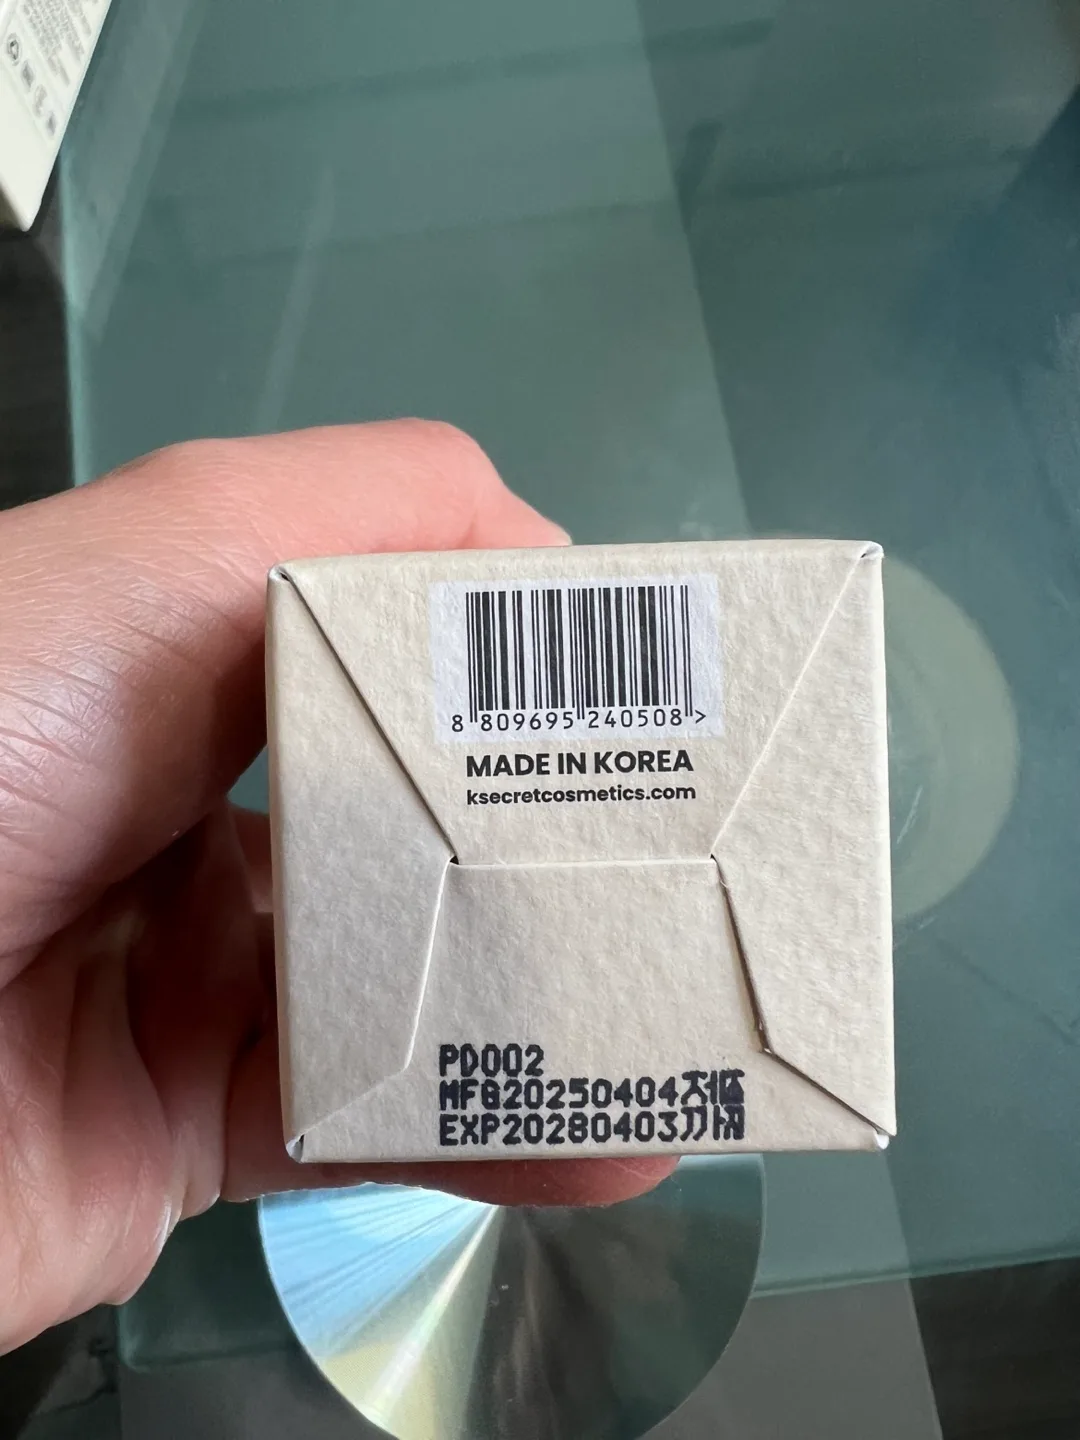 8 809695 240508 >
MADE IN KOREA
ksecretcosmetics.com
PD002
MFG20250404
EXP20280403